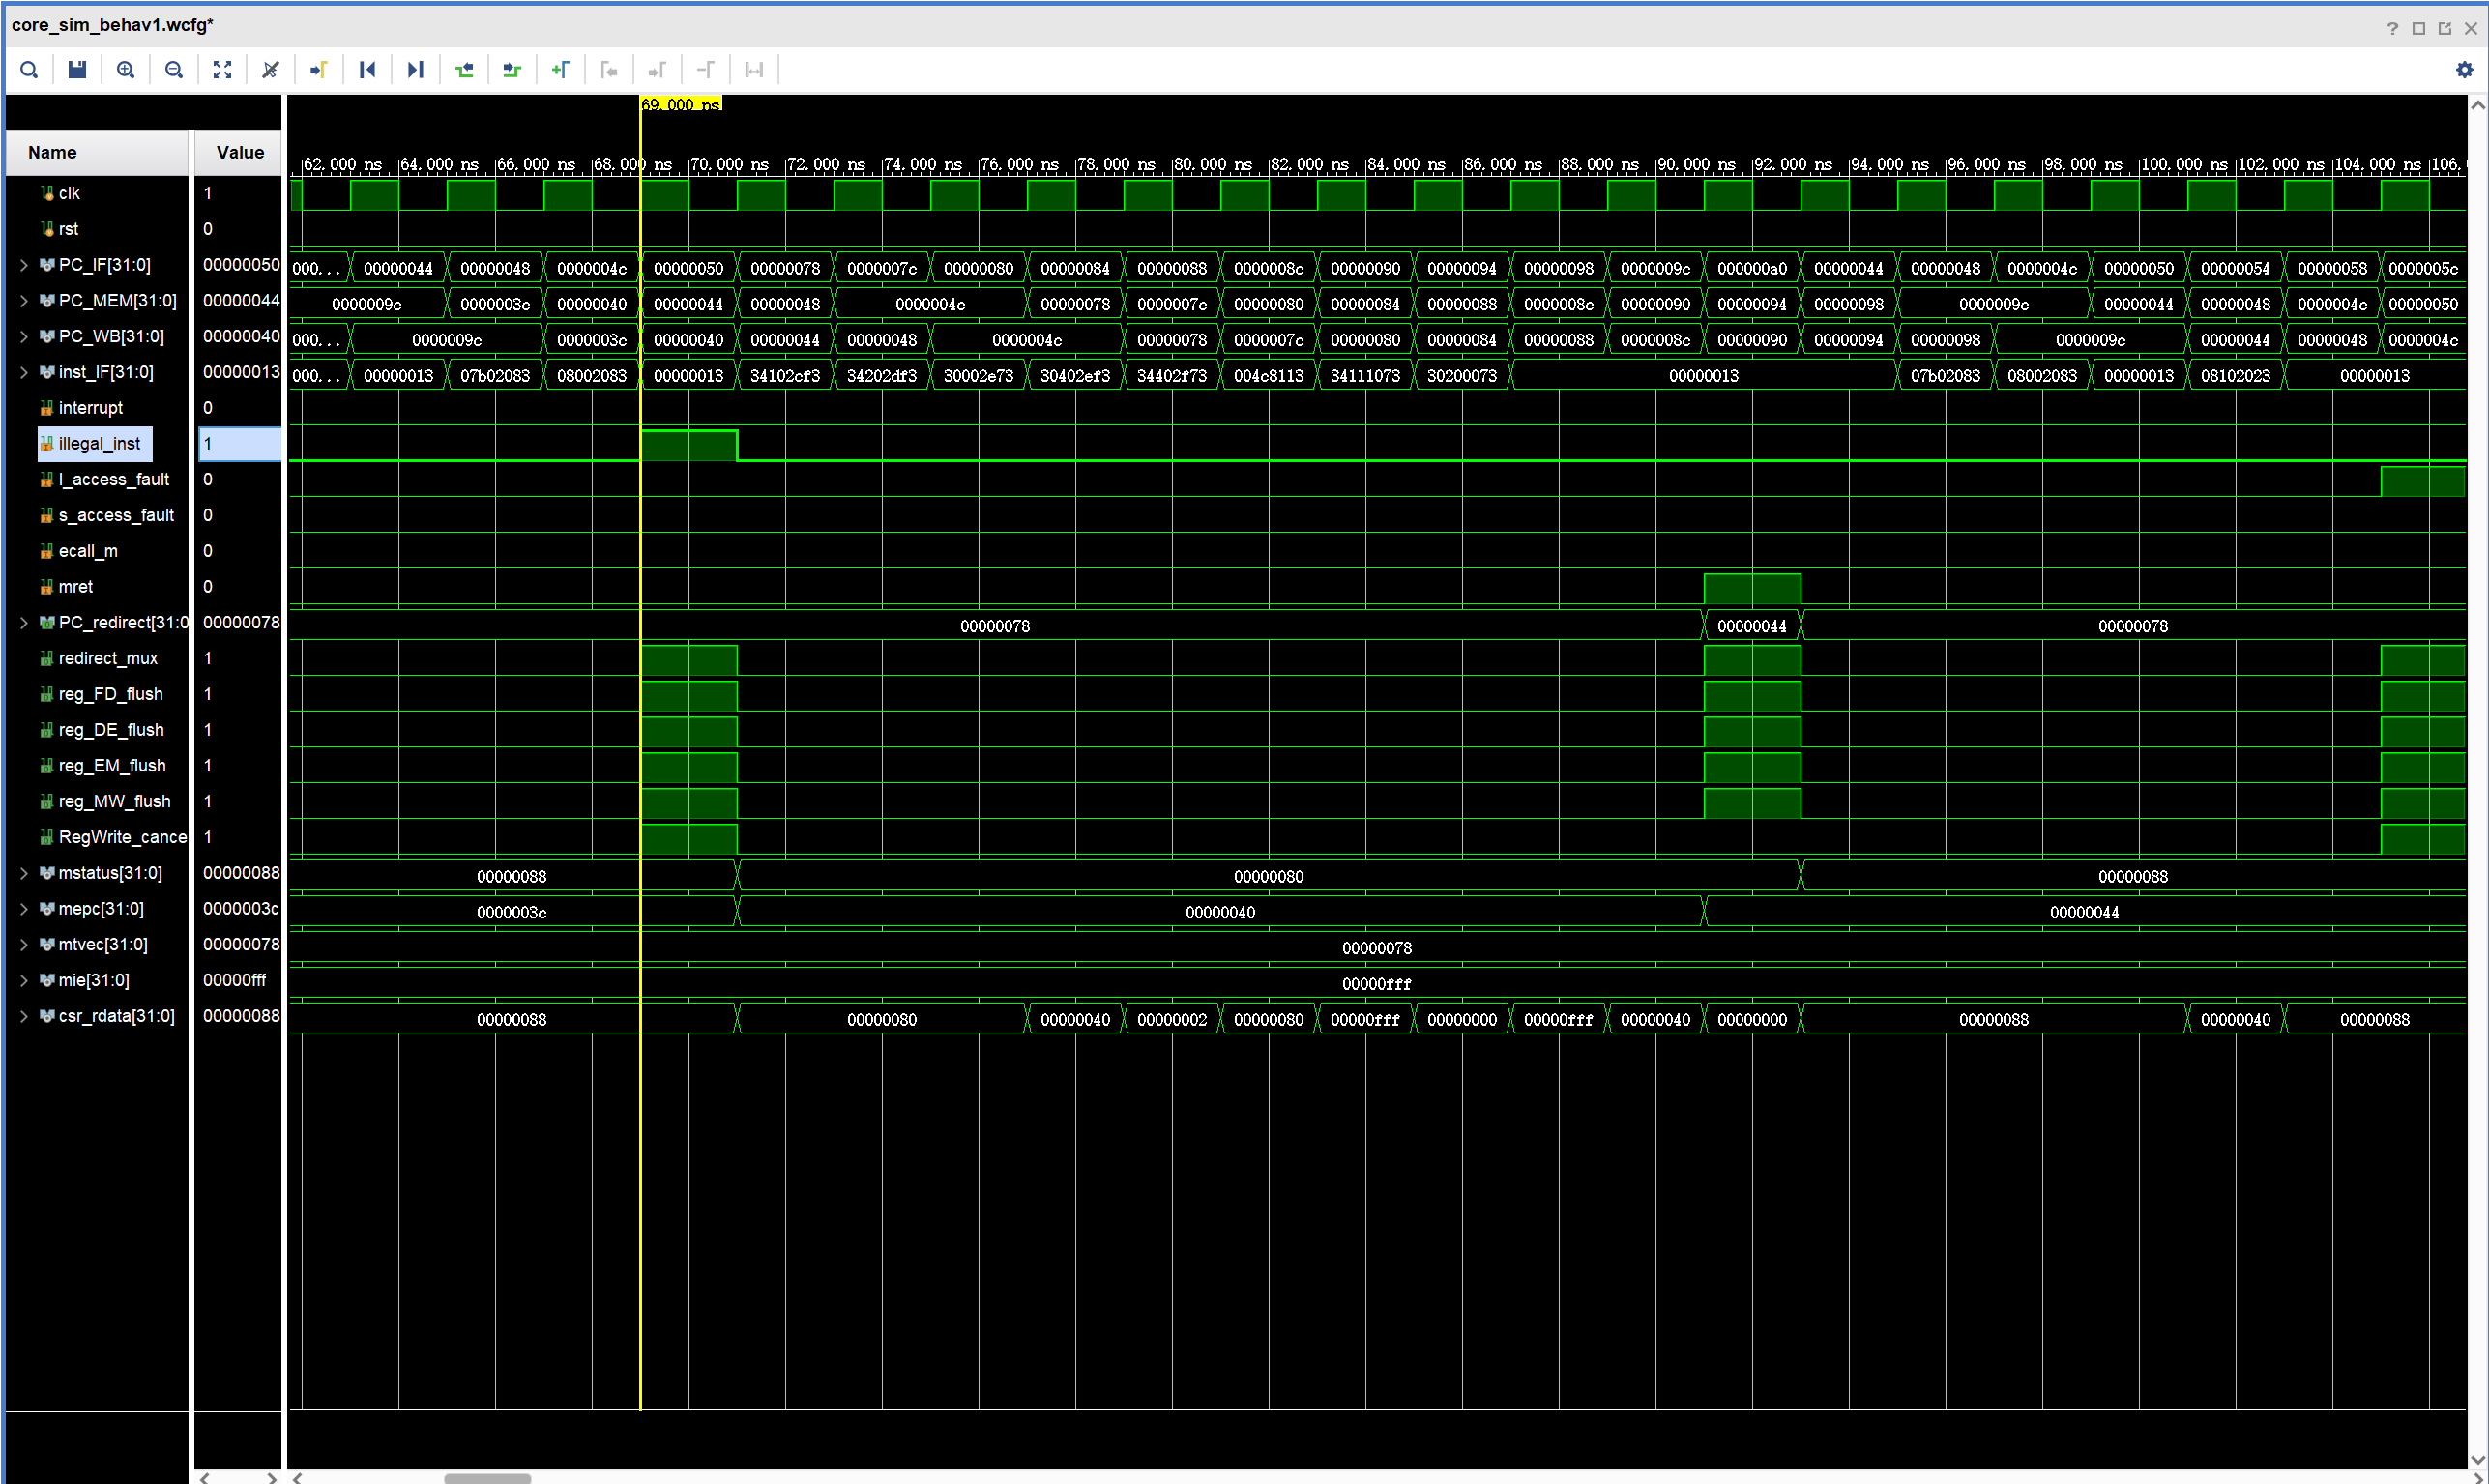 core_sim_behav1.wcfg*
69.000 ns
Name Value
62.000 ns 64.000 ns 66.000 ns 68.000 ns 70.000 ns 72.000 ns 74.000 ns 76.000 ns 78.000 ns 80.000 ns 82.000 ns 84.000 ns 86.000 ns 88.000 ns 90.000 ns 92.000 ns 94.000 ns 96.000 ns 98.000 ns 100.000 ns 102.000 ns 104.000 ns 106.
clk 1
rst 0
PC_IF[31:0] 00000050 000... 00000044 00000048 0000004c 00000050 00000078 0000007c 00000080 00000084 00000088 0000008c 00000090 00000094 00000098 0000009c 000000a0 00000044 00000048 0000004c 00000050 00000054 00000058 0000005c
PC_MEM[31:0] 00000044 0000009c 0000003c 00000040 00000044 00000048 0000004c 00000078 0000007c 00000080 00000084 00000088 0000008c 00000090 00000094 00000098 0000009c 00000044 00000048 0000004c 00000050
PC_WB[31:0] 00000040 000... 0000009c 0000003c 00000040 00000044 00000048 0000004c 00000078 0000007c 00000080 00000084 00000088 0000008c 00000090 00000094 00000098 0000009c 00000044 00000048 0000004c
inst_IF[31:0] 00000013 000... 00000013 07b02083 08002083 00000013 34102cf3 34202df3 30002e73 30402ef3 34402f73 004c8113 34111073 30200073 00000013 07b02083 08002083 00000013 08102023 00000013
interrupt 0
illegal_inst 1
l_access_fault 0
s_access_fault 0
ecall_m 0
mret 0
PC_redirect[31:0 00000078 00000078 00000044 00000078
redirect_mux 1
reg_FD_flush 1
reg_DE_flush 1
reg_EM_flush 1
reg_MW_flush 1
RegWrite_cance 1
mstatus[31:0] 00000088 00000088 00000080 00000088
mepc[31:0] 0000003c 0000003c 00000040 00000044
mtvec[31:0] 00000078 00000078
mie[31:0] 00000fff 00000fff
csr_rdata[31:0] 00000088 00000088 00000080 00000040 00000002 00000080 00000fff 00000000 00000fff 00000040 00000000 00000088 00000040 00000088